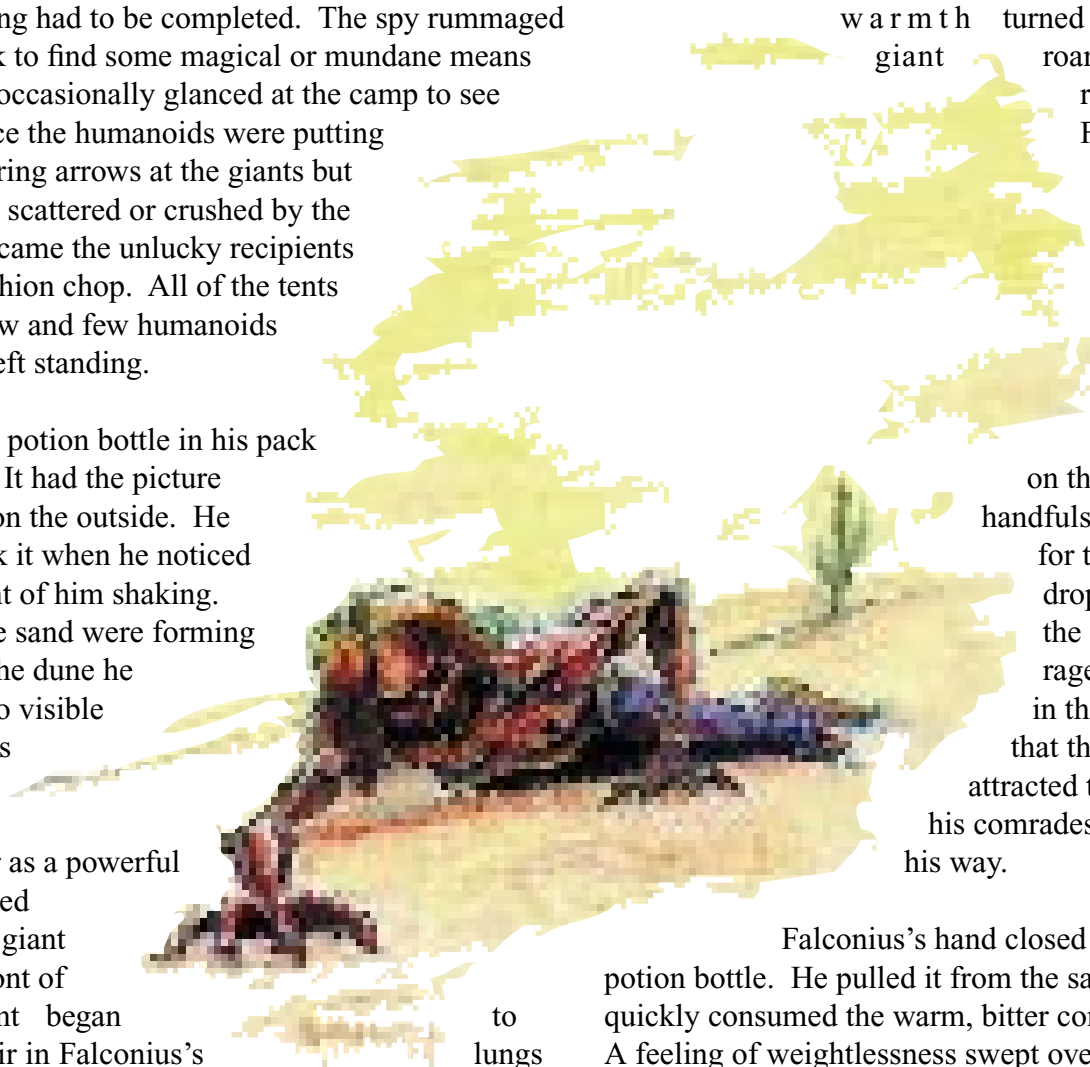 ng had to be completed. The spy rummaged
k to find some magical or mundane means
occasionally glanced at the camp to see
ce the humanoids were putting
ring arrows at the giants but
scattered or crushed by the
came the unlucky recipients
hion chop. All of the tents
w and few humanoids
eft standing.
potion bottle in his pack
It had the picture
on the outside. He
k it when he noticed
nt of him shaking.
e sand were forming
he dune he
o visible
s
r as a powerful
ed
giant
ont of
nt began to
ir in Falconius's lungs
warmth turned
giant roar
r
F
on th
handfuls
for t
drop
the
rage
in th
that th
attracted t
his comrades
his way.
Falconius's hand closed
potion bottle. He pulled it from the sa
quickly consumed the warm, bitter con
A feeling of weightlessness swept ove